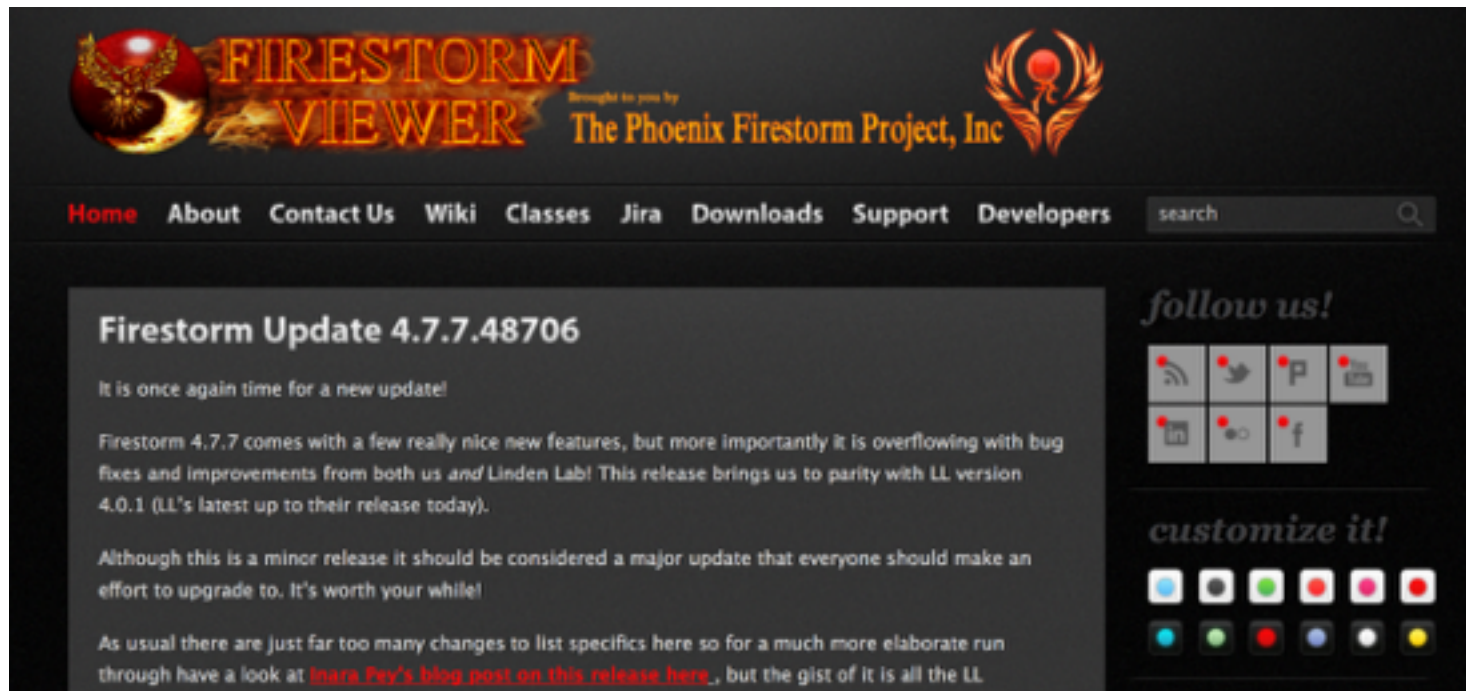 FIRESTORM
VIEWER
Brought to you by
The Phoenix Firestorm Project, Inc
Home About Contact Us Wiki Classes Jira Downloads Support Developers search
Firestorm Update 4.7.7.48706
It is once again time for a new update!
Firestorm 4.7.7 comes with a few really nice new features, but more importantly it is overflowing with bug
fixes and improvements from both us and Linden Lab! This release brings us to parity with LL version
4.0.1 (LL's latest up to their release today).
Although this is a minor release it should be considered a major update that everyone should make an
effort to upgrade to. It's worth your while!
As usual there are just far too many changes to list specifics here so for a much more elaborate run
through have a look at Inara Pey's blog post on this release here , but the gist of it is all the LL
follow us!
P You Tube
in f
customize it!